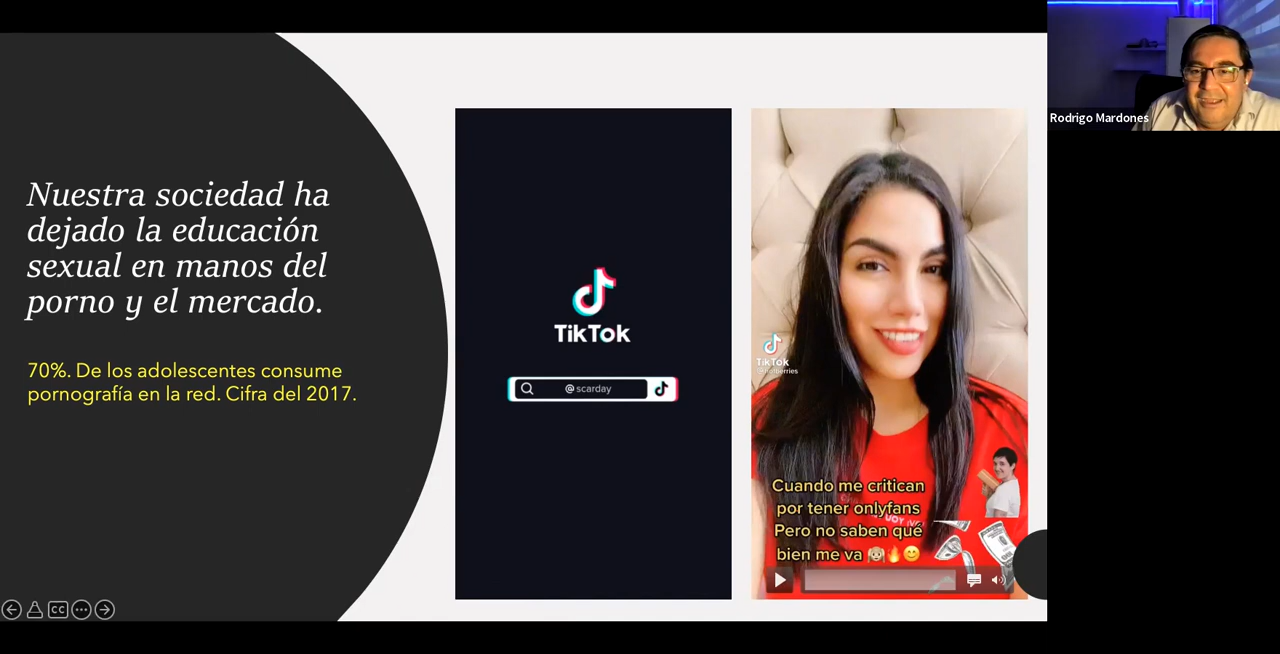 Nuestra sociedad ha
dejado la educación
sexual en manos del
porno y el mercado.
70%. De los adolescentes consume
pornografía en la red. Cifra del 2017.
TikTok
@scarday
TikTok
Cuando me critican
por tener onlyfans
Pero no saben qué
bien me va 🙈🔥😊
CC
Rodrigo Mardones